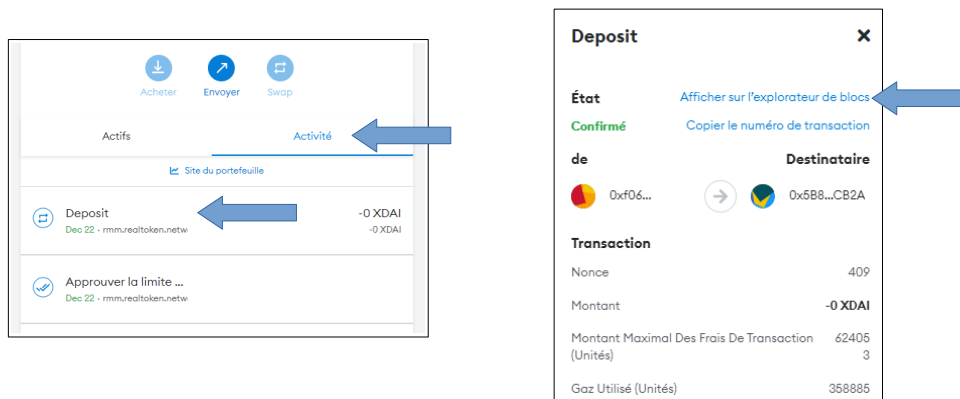 Acheter Envoyer Swap
Actifs Activité
Site du portefeuille
Deposit -0 XDAI
Dec 22 · rmm.realtoken.netw -0 XDAI
Approuver la limite ...
Dec 22 · rmm.realtoken.netw
Deposit
État Afficher sur l'explorateur de blocs
Confirmé Copier le numéro de transaction
de Destinataire
0xf06... 0x5B8...CB2A
Transaction
Nonce 409
Montant -0 XDAI
Montant Maximal Des Frais De Transaction 62405
(Unités) 3
Gaz Utilisé (Unités) 358885